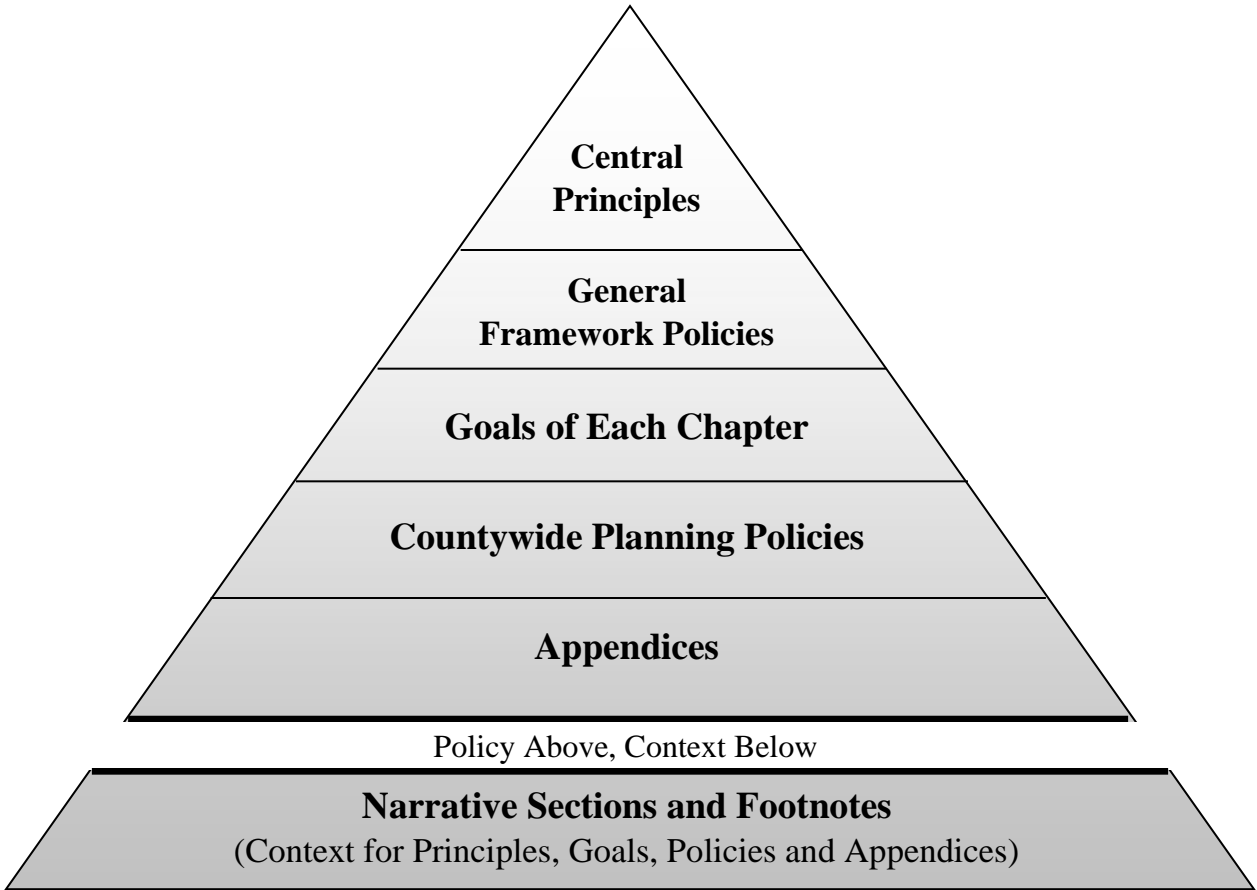 Central
Principles
General
Framework Policies
Goals of Each Chapter
Countywide Planning Policies
Appendices
Policy Above, Context Below
Narrative Sections and Footnotes
(Context for Principles, Goals, Policies and Appendices)